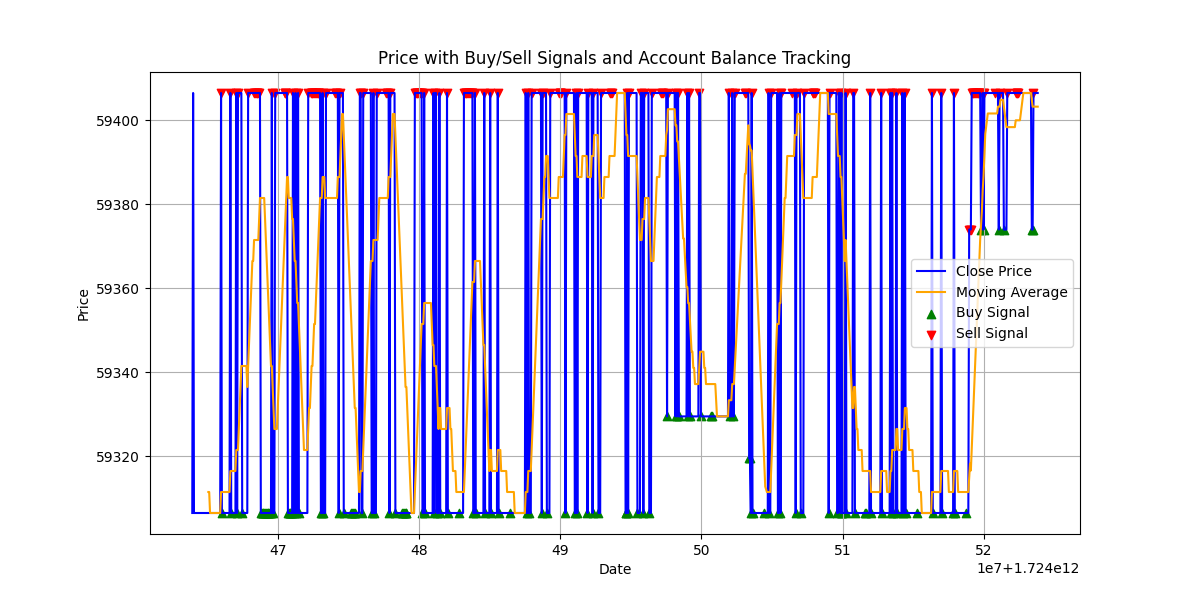 Price with Buy/Sell Signals and Account Balance Tracking
59400
59380
59360
59340
59320
Price
Close Price
Moving Average
Buy Signal
Sell Signal
47 48 49 50 51 52
Date
1e7+1.724e12